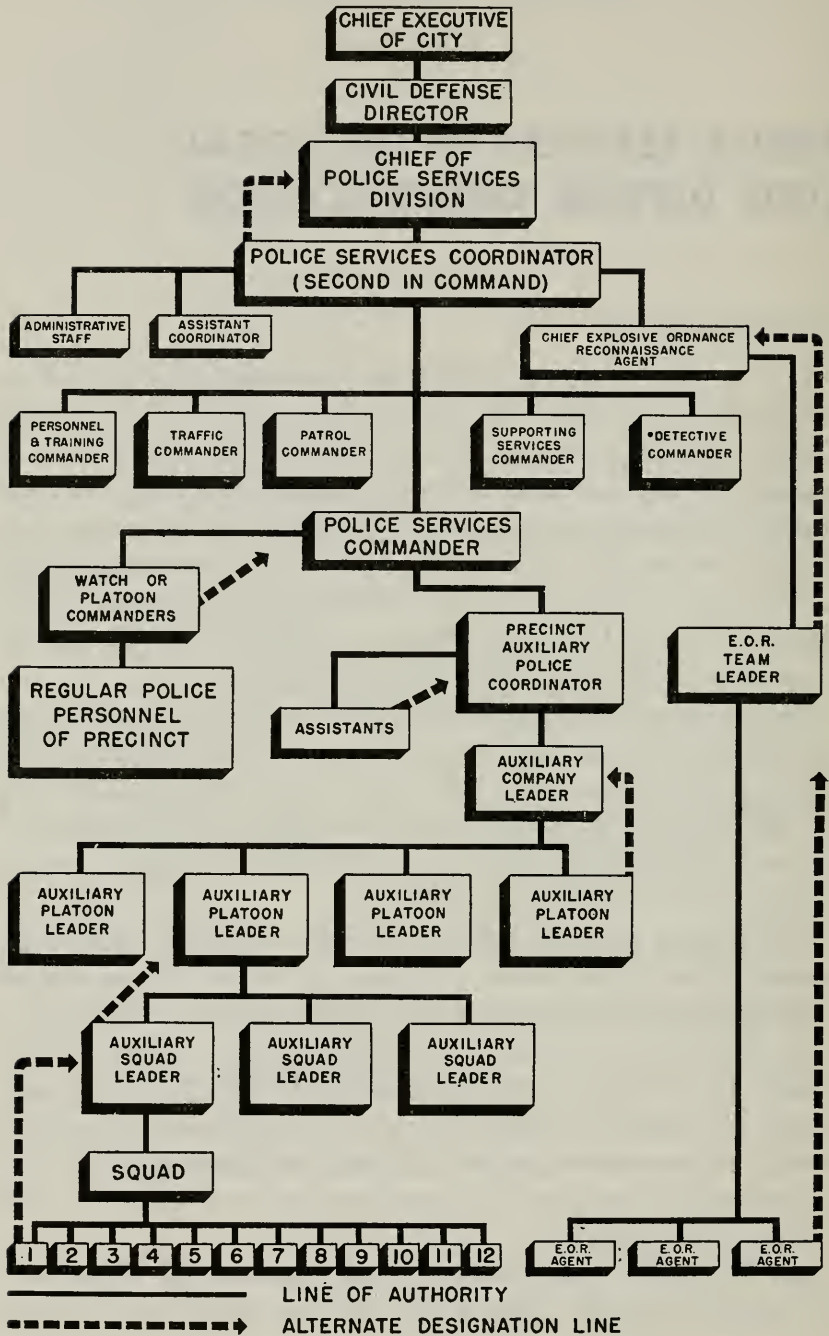 CHIEF EXECUTIVE
OF CITY
CIVIL DEFENSE
DIRECTOR
CHIEF OF
POLICE SERVICES
DIVISION
POLICE SERVICES COORDINATOR
(SECOND IN COMMAND)
ADMINISTRATIVE
STAFF
ASSISTANT
COORDINATOR
CHIEF EXPLOSIVE ORDNANCE
RECONNAISSANCE
AGENT
PERSONNEL
& TRAINING
COMMANDER
TRAFFIC
COMMANDER
PATROL
COMMANDER
SUPPORTING
SERVICES
COMMANDER
•DETECTIVE
COMMANDER
POLICE SERVICES
COMMANDER
WATCH OR
PLATOON
COMMANDERS
REGULAR POLICE
PERSONNEL
OF PRECINCT
PRECINCT
AUXILIARY
POLICE
COORDINATOR
ASSISTANTS
E.O.R.
TEAM
LEADER
AUXILIARY
COMPANY
LEADER
AUXILIARY
PLATOON
LEADER
AUXILIARY
PLATOON
LEADER
AUXILIARY
PLATOON
LEADER
AUXILIARY
PLATOON
LEADER
AUXILIARY
SQUAD
LEADER
AUXILIARY
SQUAD
LEADER
AUXILIARY
SQUAD
LEADER
SQUAD
1 2 3 4 5 6 7 8 9 10 11 12
E.O.R.
AGENT
E.O.R.
AGENT
E.O.R.
AGENT
LINE OF AUTHORITY
ALTERNATE DESIGNATION LINE